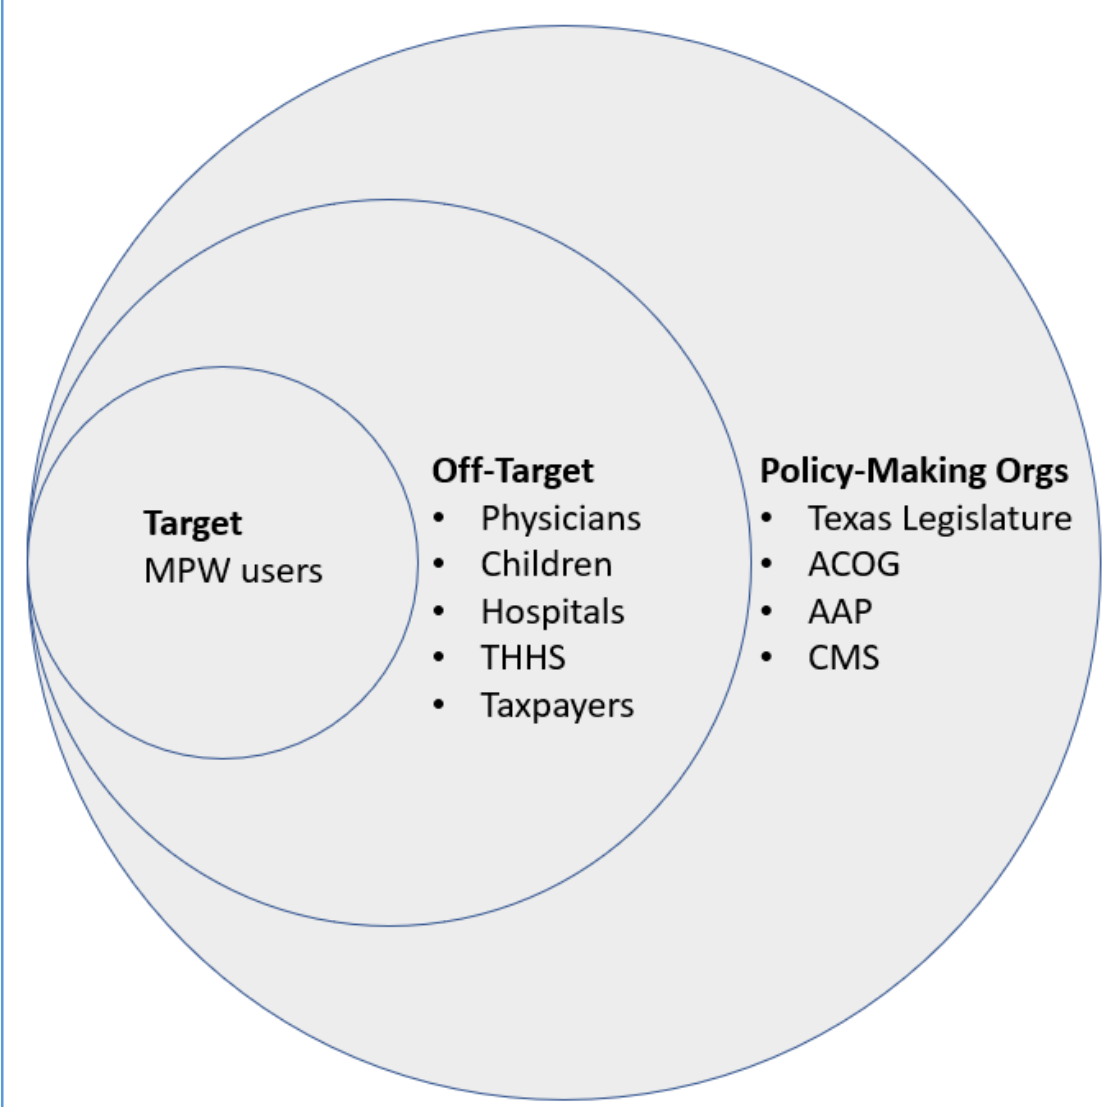 Target
MPW users
Off-Target
• Physicians
• Children
• Hospitals
• THHS
• Taxpayers
Policy-Making Orgs
• Texas Legislature
• ACOG
• AAP
• CMS